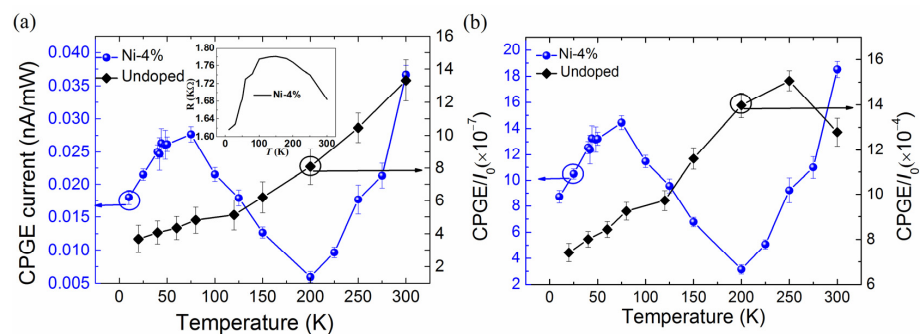 (a)
CPGE current (nA/mW)
0.040
0.035
0.030
0.025
0.020
0.015
0.010
0.005
Ni-4%
Undoped
R (KΩ)
1.80
1.76
1.72
1.68
1.64
1.60
Ni-4%
0 100 200 300
T (K)
16
14
12
10
8
6
4
2
0 50 100 150 200 250 300
Temperature (K)
(b)
CPGE/I0(×10-7)
20
18
16
14
12
10
8
6
4
2
Ni-4%
Undoped
16
14
12
10
8
6
CPGE/I0(×10-4)
0 50 100 150 200 250 300
Temperature (K)